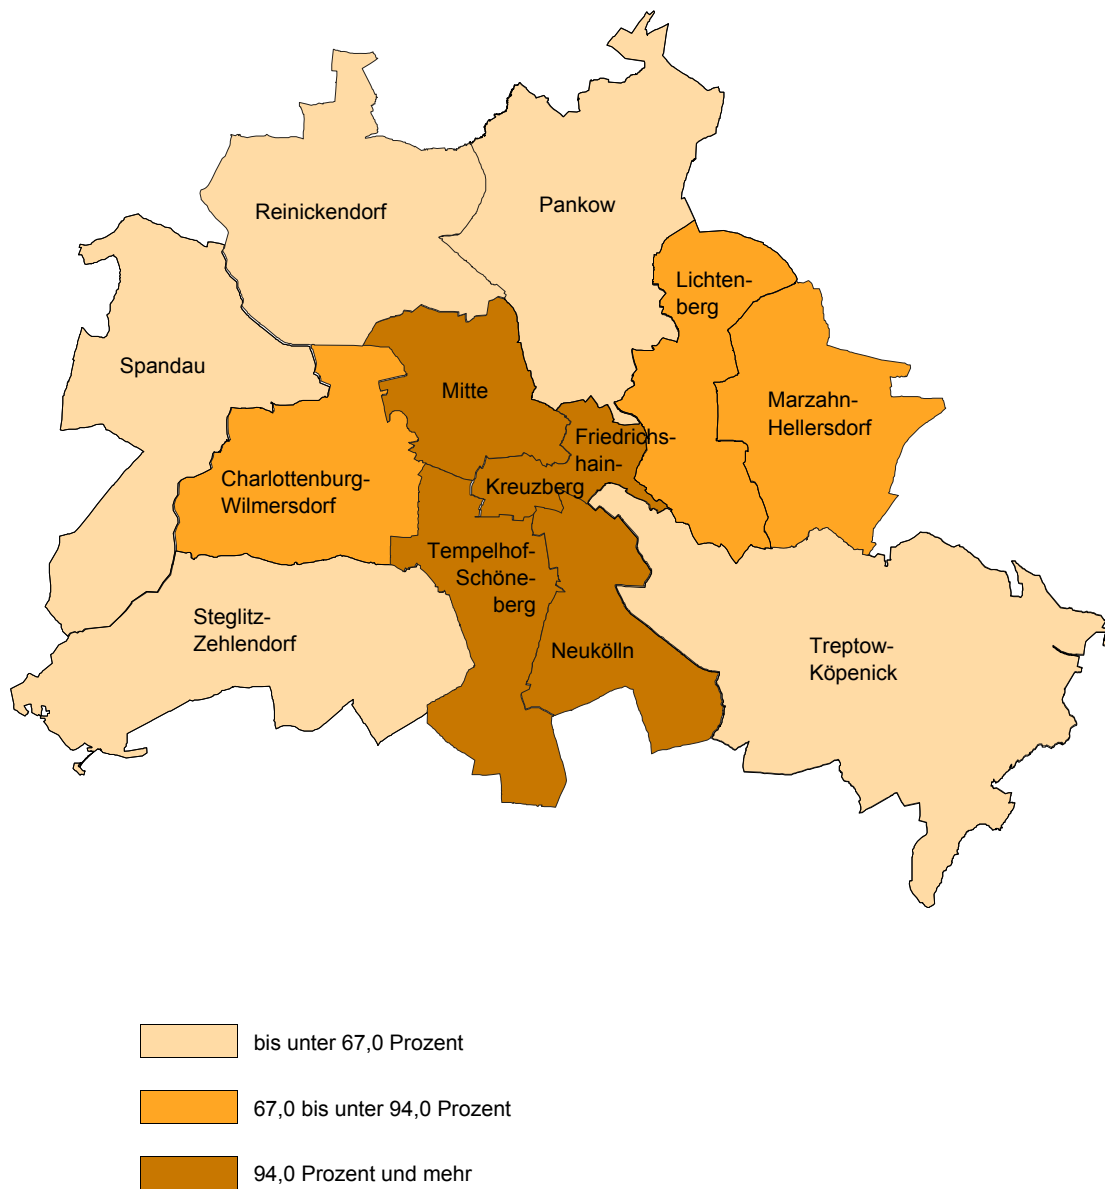 Reinickendorf
Pankow
Lichten-
berg
Spandau
Mitte
Marzahn-
Hellersdorf
Friedrichs-
hain-
Kreuzberg
Charlottenburg-
Wilmersdorf
Tempelhof-
Schöne-
berg
Steglitz-
Zehlendorf
Neukölln
Treptow-
Köpenick
bis unter 67,0 Prozent
67,0 bis unter 94,0 Prozent
94,0 Prozent und mehr